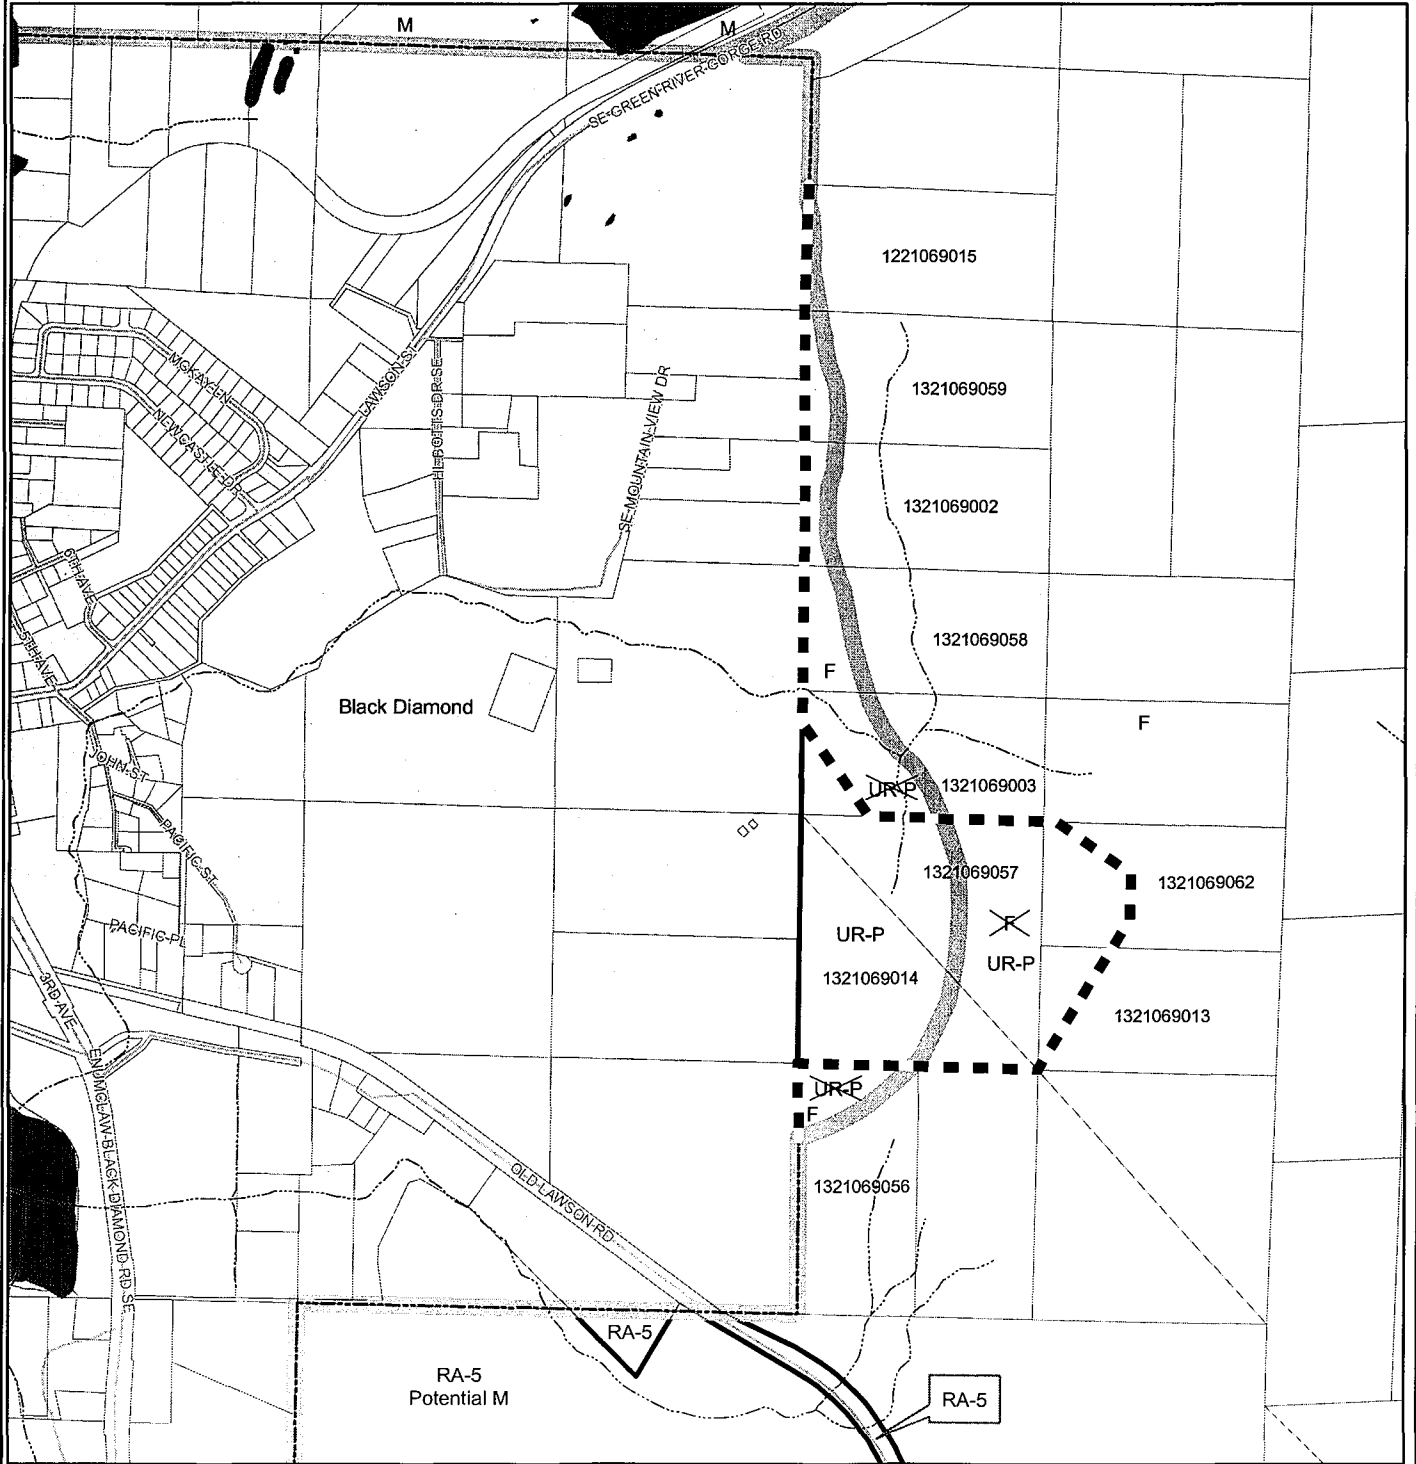 M
M
SE GREEN RIVER GORGE RD
1221069015
MCKAY LN
LAWSON ST
HL BOTTS DR SE
SE MOUNTAIN VIEW DR
1321069059
NEWCASTLE DR
1321069002
6TH AVE
5TH AVE
1321069058
F
Black Diamond
F
JOHN ST
UR-P
1321069003
PACIFIC ST
1321069057
1321069062
F
PACIFIC PL
UR-P
UR-P
1321069014
3RD AVE
1321069013
ENUMCLAW-BLACK DIAMOND RD SE
UR-P
F
OLD LAWSON RD
1321069056
RA-5
RA-5
Potential M
RA-5